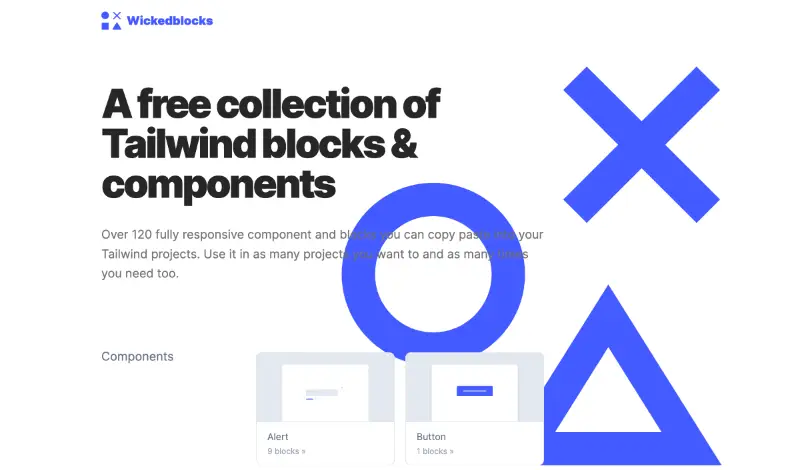 Wickedblocks
A free collection of
Tailwind blocks &
components
Over 120 fully responsive component and blocks you can copy paste into your
Tailwind projects. Use it in as many projects you want to and as many times
you need too.
Components
Alert
9 blocks »
Button
1 blocks »